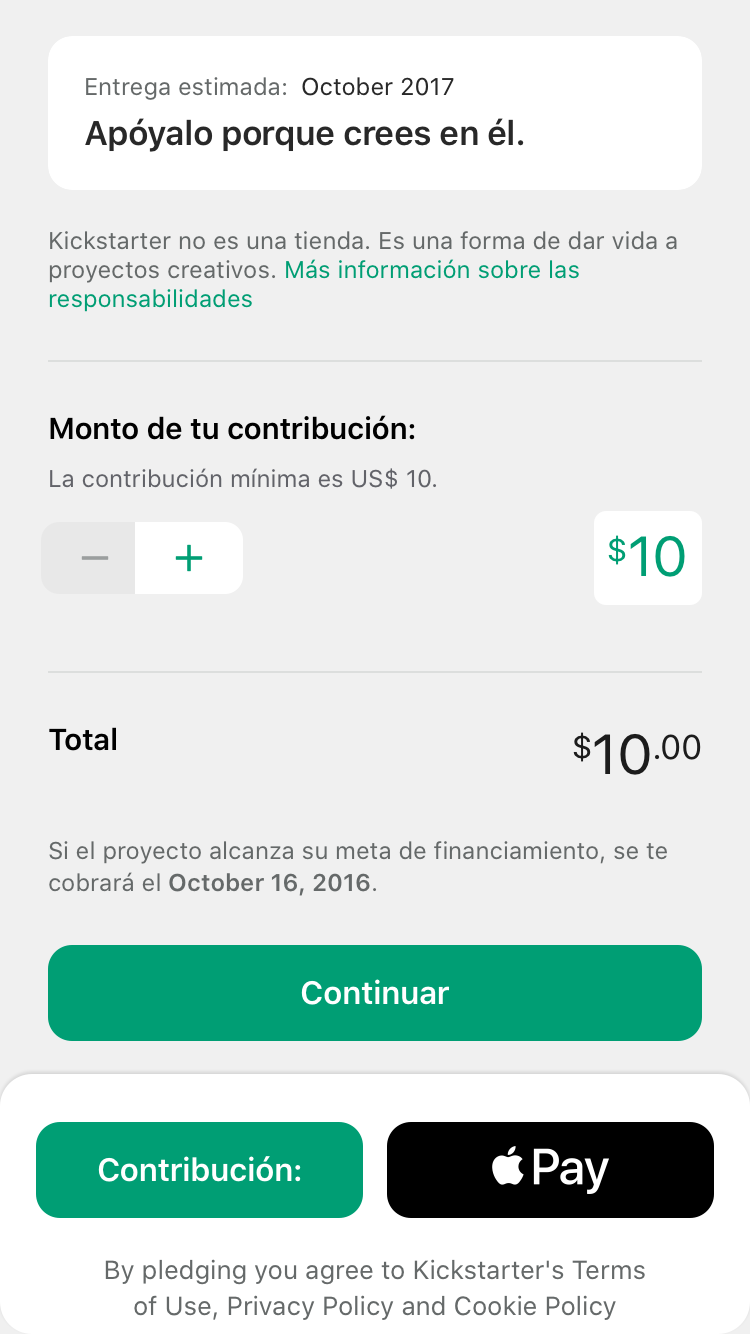 Entrega estimada: October 2017
Apóyalo porque crees en él.
Kickstarter no es una tienda. Es una forma de dar vida a
proyectos creativos. Más información sobre las
responsabilidades
Monto de tu contribución:
La contribución mínima es US$ 10.
− + $10
Total $10.00
Si el proyecto alcanza su meta de financiamiento, se te
cobrará el October 16, 2016.
Continuar
Contribución: Pay
By pledging you agree to Kickstarter's Terms
of Use, Privacy Policy and Cookie Policy